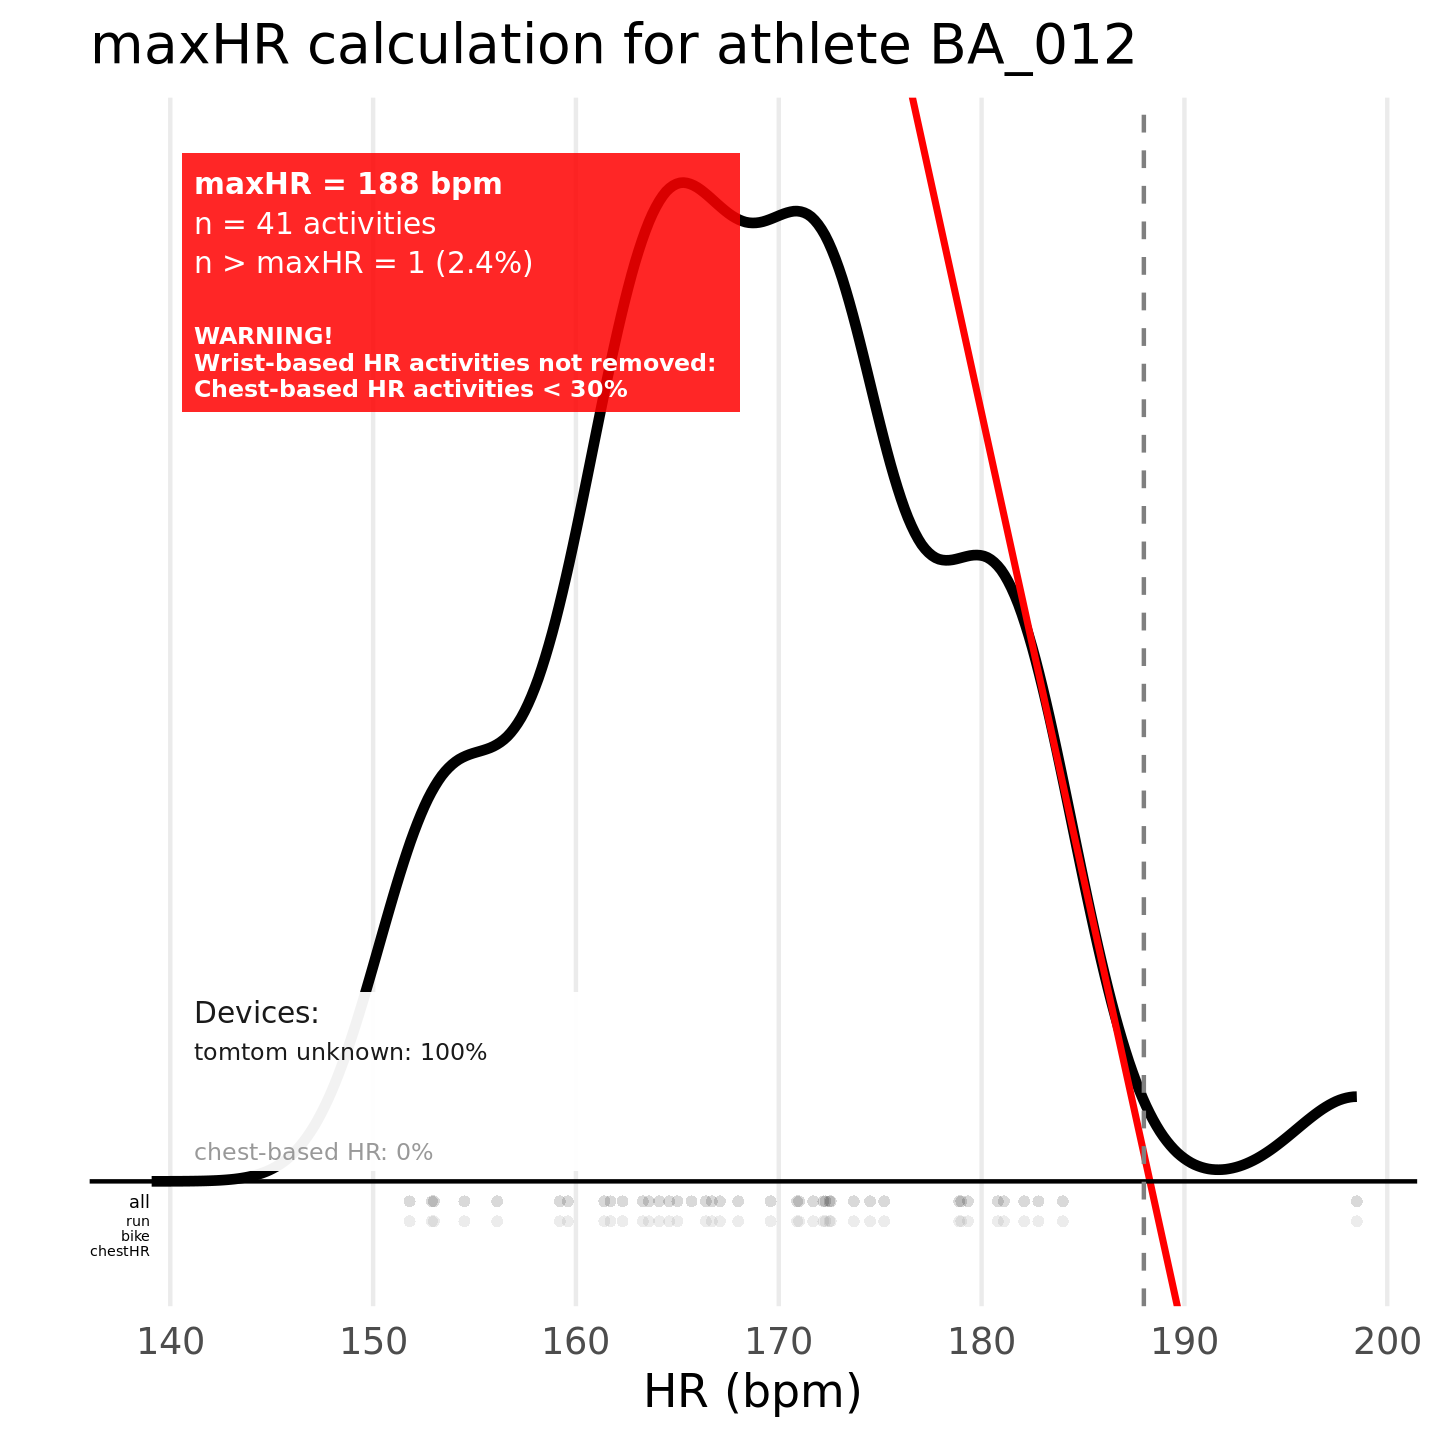 maxHR calculation for athlete BA_012
maxHR = 188 bpm
n = 41 activities
n > maxHR = 1 (2.4%)
WARNING!
Wrist-based HR activities not removed:
Chest-based HR activities < 30%
Devices:
tomtom unknown: 100%
chest-based HR: 0%
all
run
bike
chestHR
140 150 160 170 180 190 200
HR (bpm)